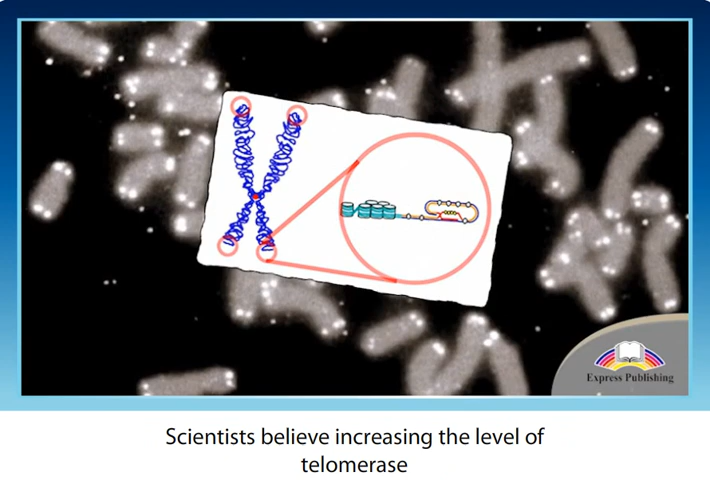 Express Publishing
Scientists believe increasing the level of
telomerase